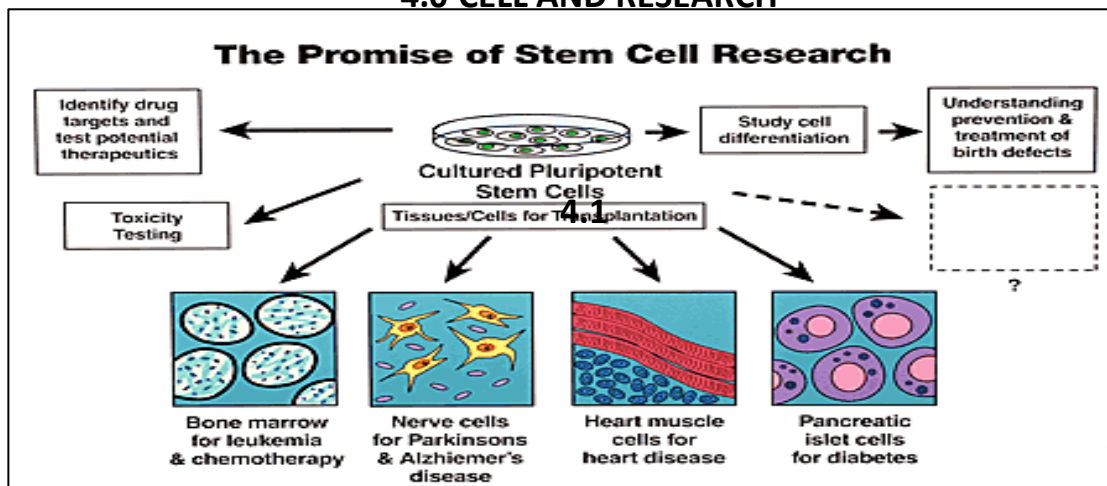 4.0 CELL AND RESEARCH
The Promise of Stem Cell Research
Identify drug
targets and
test potential
therapeutics
Toxicity
Testing
Cultured Pluripotent
Stem Cells
Tissues/Cells for Transplantation
4.1
Study cell
differentiation
Understanding
prevention &
treatment of
birth defects
?
Bone marrow
for leukemia
& chemotherapy
Nerve cells
for Parkinsons
& Alzhiemer's
disease
Heart muscle
cells for
heart disease
Pancreatic
islet cells
for diabetes